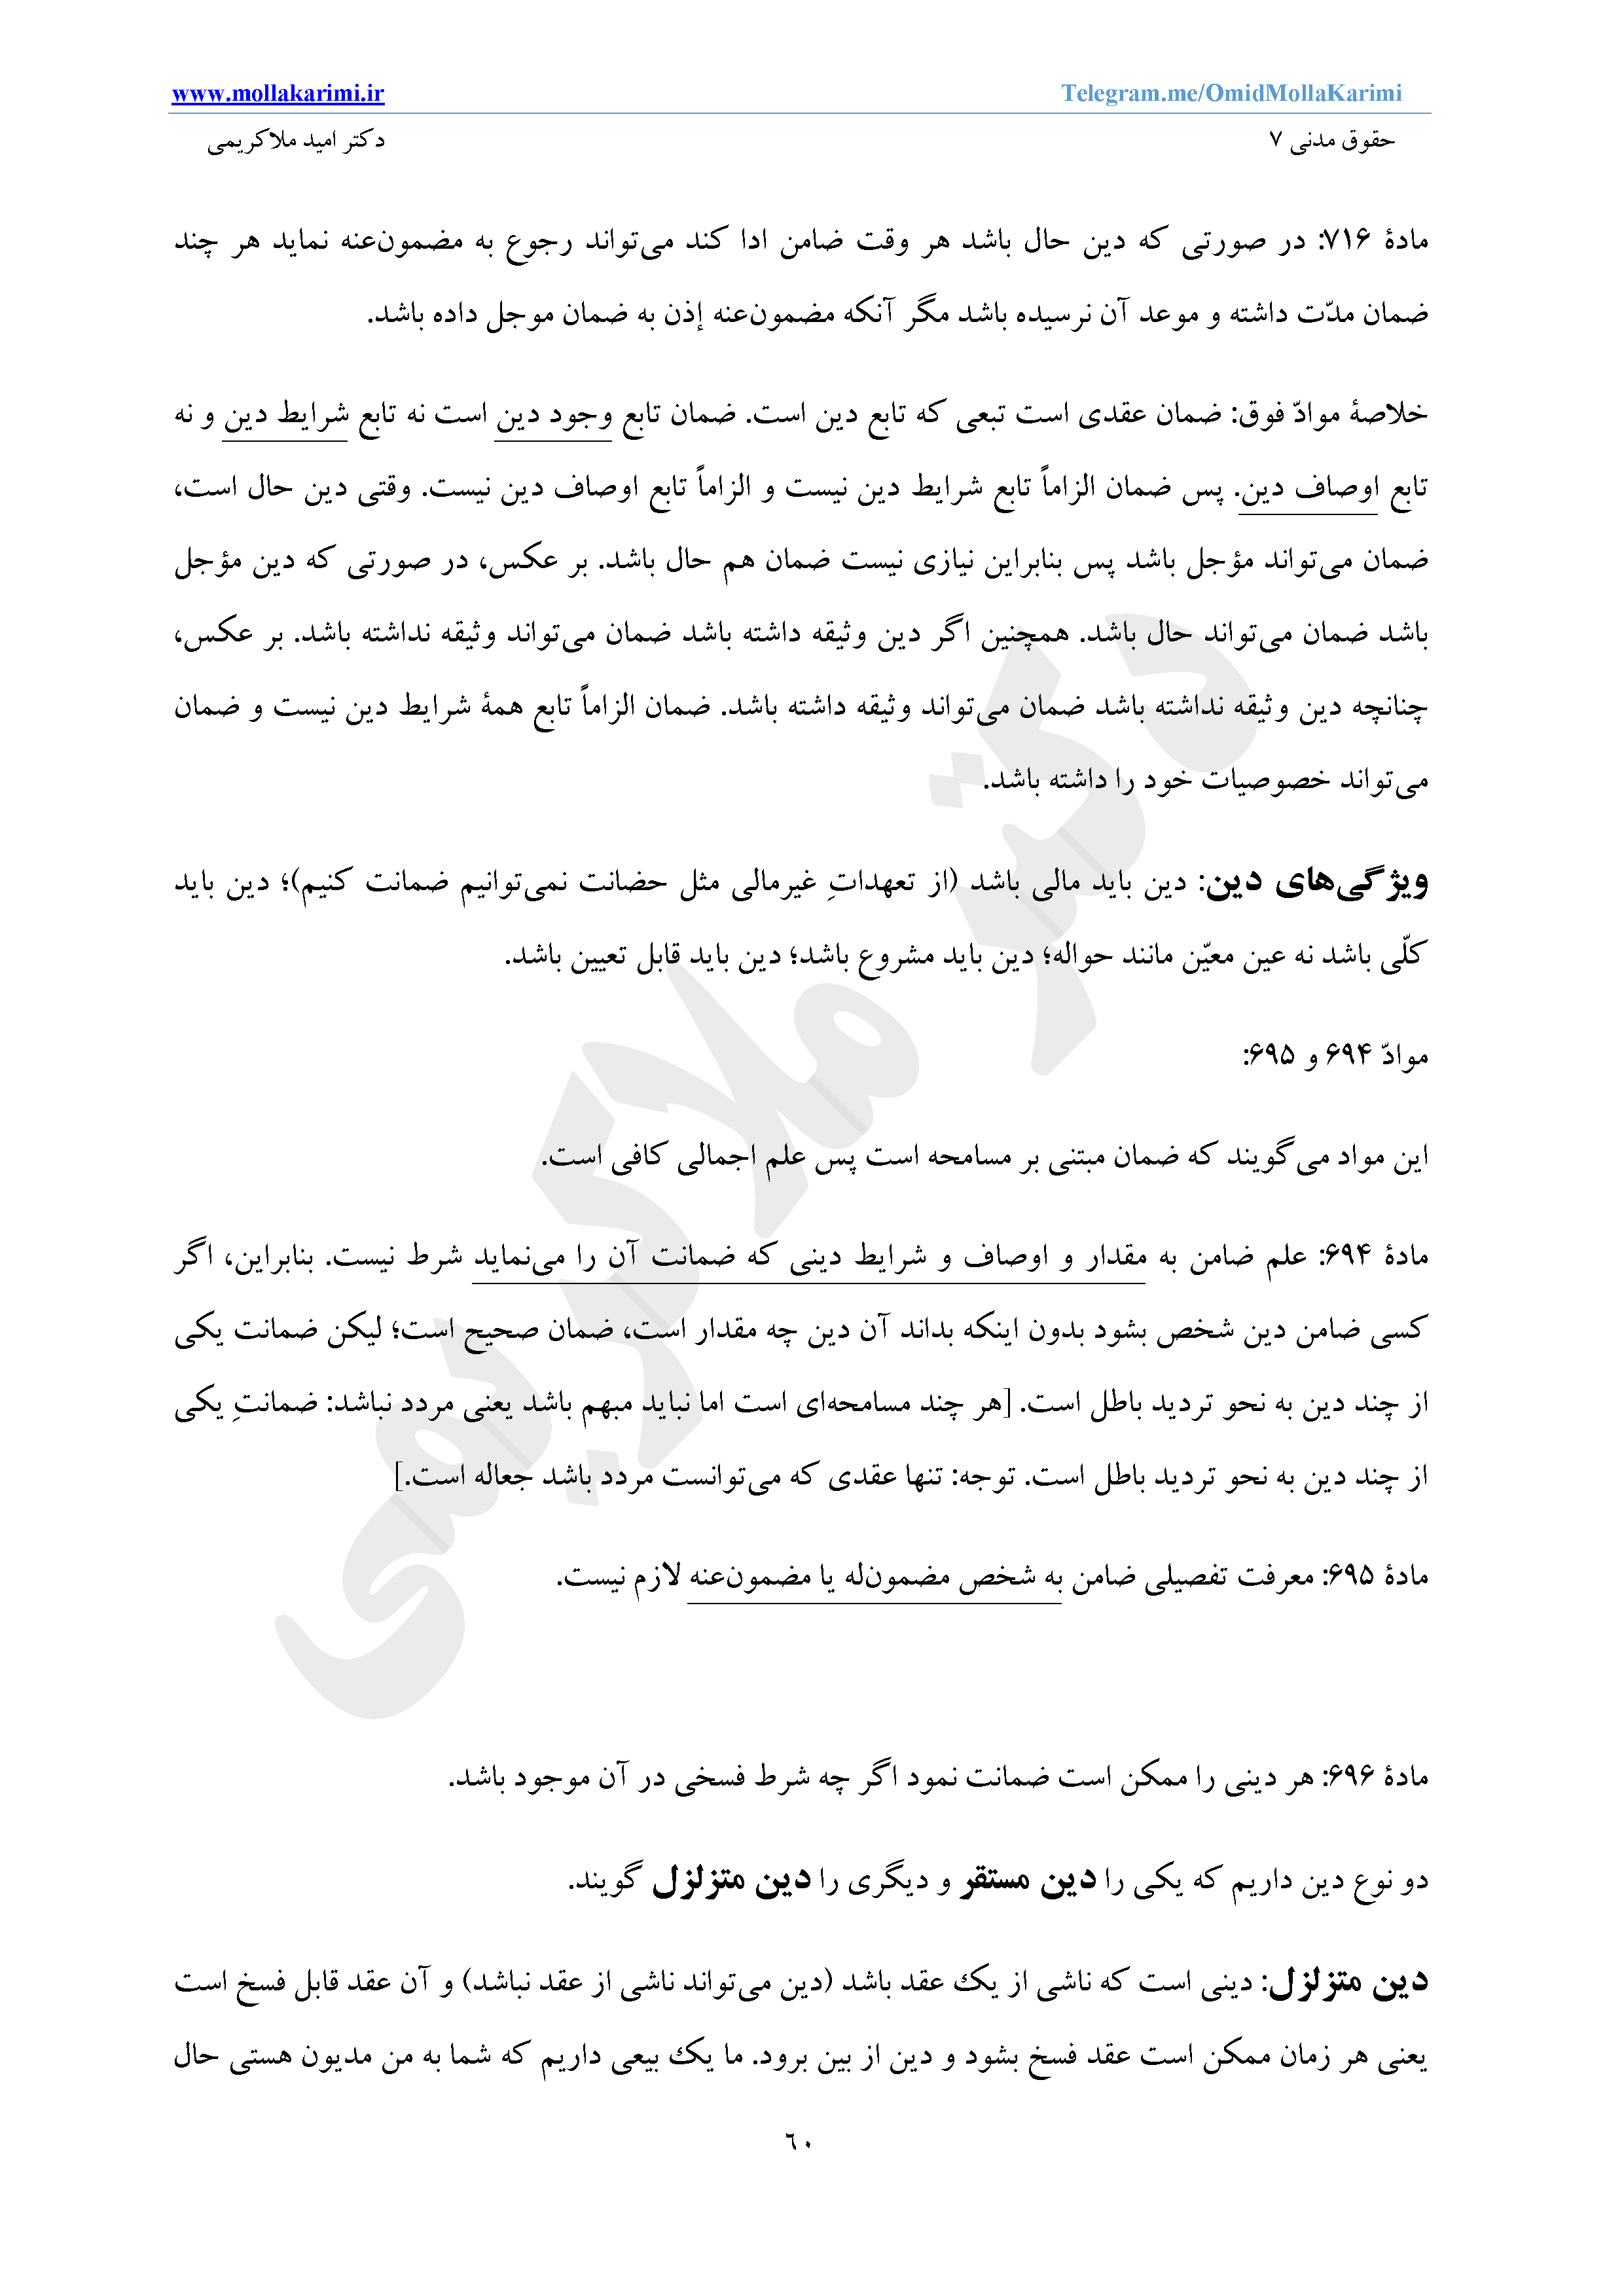 www.mollakarimi.ir Telegram.me/OmidMollaKarimi
حقوق مدنی ۷ دکتر امید ملاکریمی
مادهٔ ۷۱۶: در صورتی که دین حال باشد هر وقت ضامن ادا کند می‌تواند رجوع به مضمون‌عنه نماید هر چند
ضمان مدّت داشته و موعد آن نرسیده باشد مگر آنکه مضمون‌عنه إذن به ضمان موجل داده باشد.
خلاصهٔ موادّ فوق: ضمان عقدی است تبعی که تابع دین است. ضمان تابع وجود دین است نه تابع شرایط دین و نه
تابع اوصاف دین. پس ضمان الزاماً تابع شرایط دین نیست و الزاماً تابع اوصاف دین نیست. وقتی دین حال است،
ضمان می‌تواند مؤجل باشد پس بنابراین نیازی نیست ضمان هم حال باشد. بر عکس، در صورتی که دین مؤجل
باشد ضمان می‌تواند حال باشد. همچنین اگر دین وثیقه داشته باشد ضمان می‌تواند وثیقه نداشته باشد. بر عکس،
چنانچه دین وثیقه نداشته باشد ضمان می‌تواند وثیقه داشته باشد. ضمان الزاماً تابع همهٔ شرایط دین نیست و ضمان
می‌تواند خصوصیات خود را داشته باشد.
ویژگی‌های دین: دین باید مالی باشد (از تعهداتِ غیرمالی مثل حضانت نمی‌توانیم ضمانت کنیم)؛ دین باید
کلّی باشد نه عین معیّن مانند حواله؛ دین باید مشروع باشد؛ دین باید قابل تعیین باشد.
موادّ ۶۹۴ و ۶۹۵:
این مواد می‌گویند که ضمان مبتنی بر مسامحه است پس علم اجمالی کافی است.
مادهٔ ۶۹۴: علم ضامن به مقدار و اوصاف و شرایط دینی که ضمانت آن را می‌نماید شرط نیست. بنابراین، اگر
کسی ضامن دین شخص بشود بدون اینکه بداند آن دین چه مقدار است، ضمان صحیح است؛ لیکن ضمانت یکی
از چند دین به نحو تردید باطل است. [هر چند مسامحه‌ای است اما نباید مبهم باشد یعنی مردد نباشد: ضمانتِ یکی
از چند دین به نحو تردید باطل است. توجه: تنها عقدی که می‌توانست مردد باشد جعاله است.]
مادهٔ ۶۹۵: معرفت تفصیلی ضامن به شخص مضمون‌له یا مضمون‌عنه لازم نیست.
مادهٔ ۶۹۶: هر دینی را ممکن است ضمانت نمود اگر چه شرط فسخی در آن موجود باشد.
دو نوع دین داریم که یکی را دین مستقر و دیگری را دین متزلزل گویند.
دین متزلزل: دینی است که ناشی از یک عقد باشد (دین می‌تواند ناشی از عقد نباشد) و آن عقد قابل فسخ است
یعنی هر زمان ممکن است عقد فسخ بشود و دین از بین برود. ما یک بیعی داریم که شما به من مدیون هستی حال
٦٠
دکتر ملاکریمی